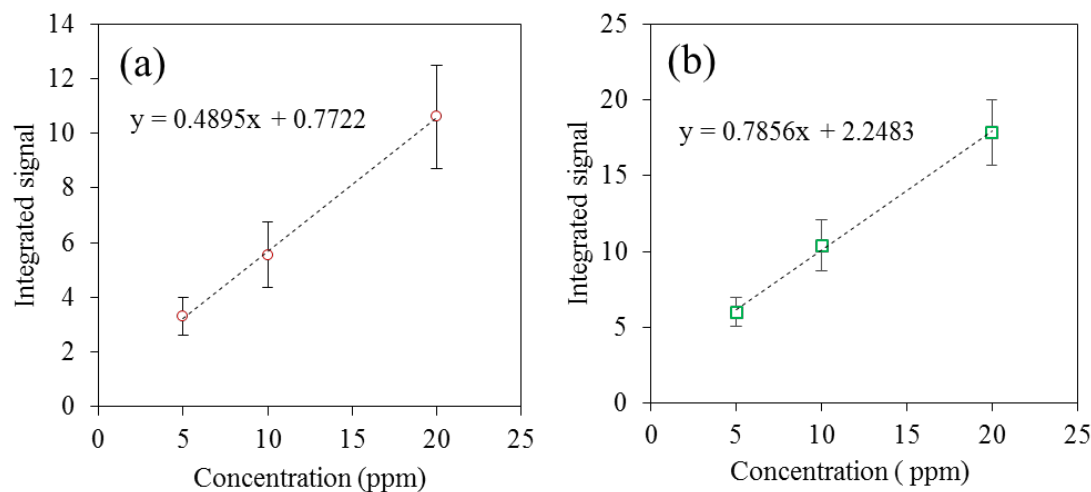 (a)
y = 0.4895x + 0.7722
Integrated signal
14
12
10
8
6
4
2
0
0 5 10 15 20 25
Concentration (ppm)
(b)
y = 0.7856x + 2.2483
Integrated signal
25
20
15
10
5
0
0 5 10 15 20 25
Concentration ( ppm)